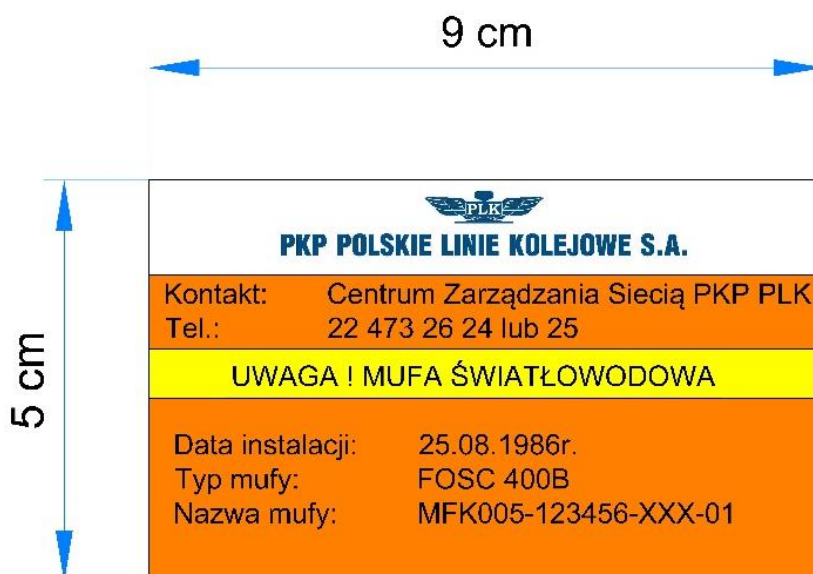 9 cm
5 cm
PLK
PKP POLSKIE LINIE KOLEJOWE S.A.
Kontakt: Centrum Zarządzania Siecią PKP PLK
Tel.: 22 473 26 24 lub 25
UWAGA ! MUFA ŚWIATŁOWODOWA
Data instalacji: 25.08.1986r.
Typ mufy: FOSC 400B
Nazwa mufy: MFK005-123456-XXX-01